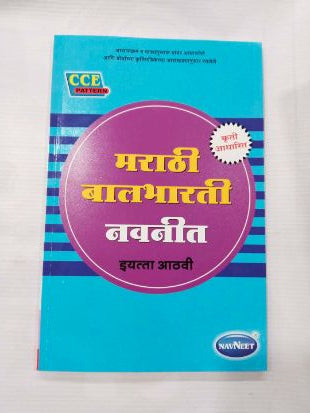 CCE
PATTERN
कृती
आधारित
मराठी
बालभारती
नवनीत
इयत्ता आठवी
NAVNEET